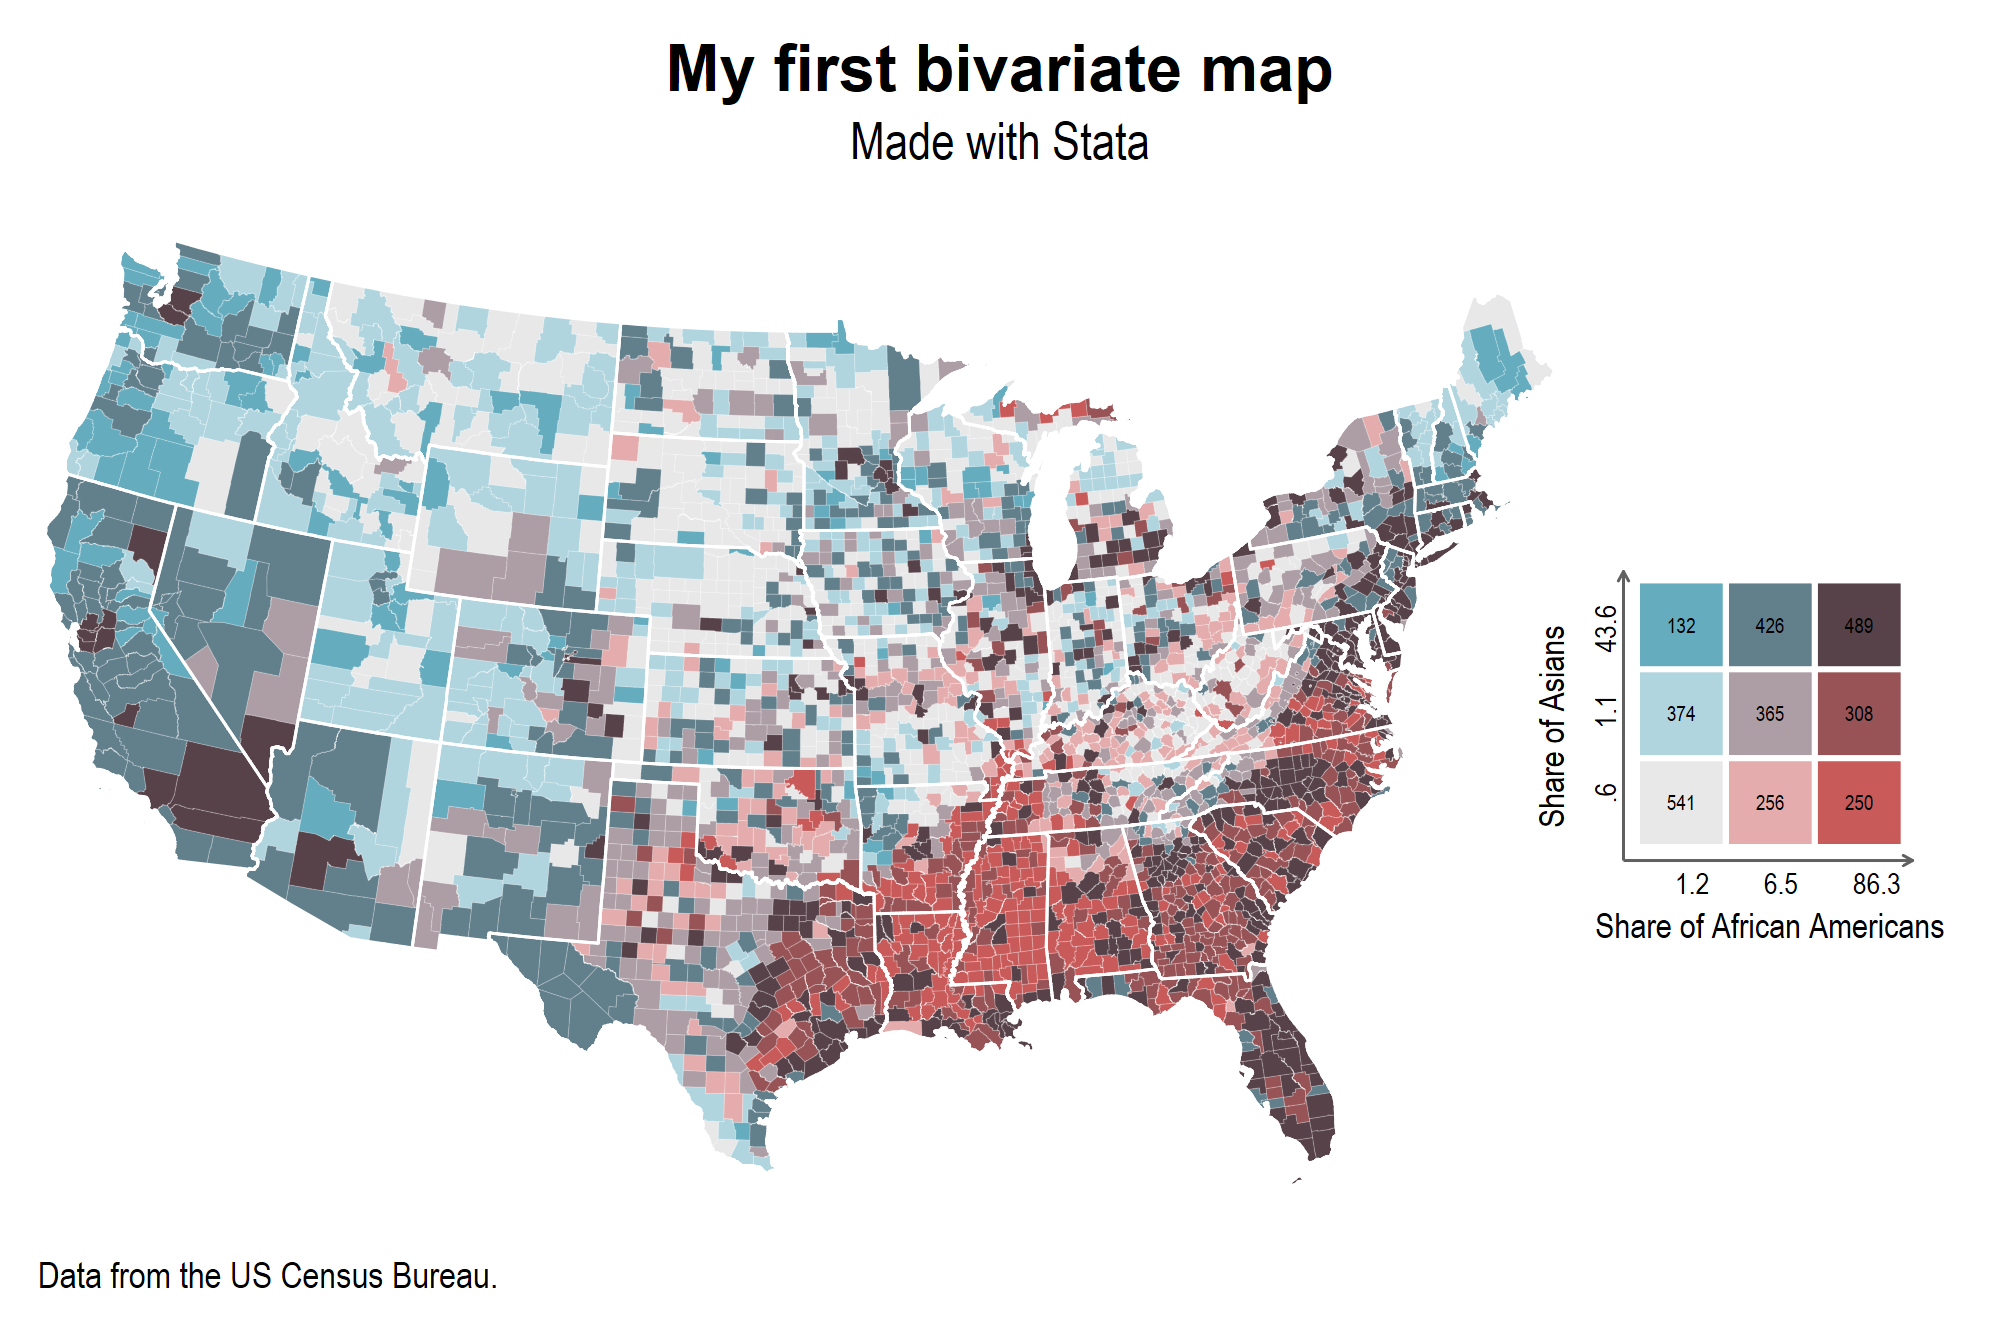 My first bivariate map
Made with Stata
Share of Asians
43.6
1.1
.6
132 426 489
374 365 308
541 256 250
1.2 6.5 86.3
Share of African Americans
Data from the US Census Bureau.